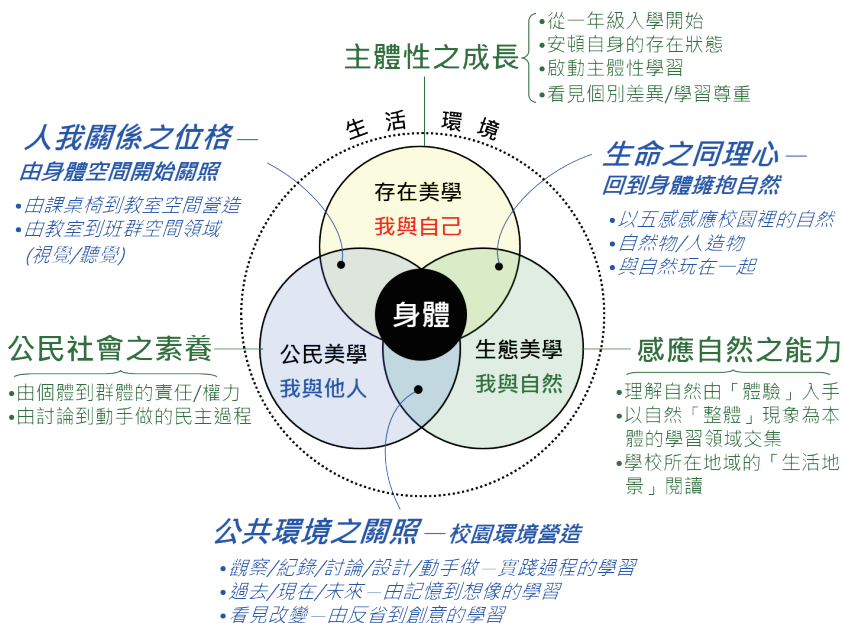 主體性之成長
•從一年級入學開始
•安頓自身的存在狀態
•啟動主體性學習
•看見個別差異/學習尊重
生活環境
人我關係之位格—
由身體空間開始關照
•由課桌椅到教室空間營造
•由教室到班群空間領域
(視覺/聽覺)
生命之同理心—
回到身體擁抱自然
•以五感感應校園裡的自然
•自然物/人造物
•與自然玩在一起
存在美學
我與自己
身體
公民美學
我與他人
生態美學
我與自然
公民社會之素養
•由個體到群體的責任/權力
•由討論到動手做的民主過程
感應自然之能力
•理解自然由「體驗」入手
•以自然「整體」現象為本
體的學習領域交集
•學校所在地域的「生活地
景」閱讀
公共環境之關照—校園環境營造
•觀察/紀錄/討論/設計/動手做—實踐過程的學習
•過去/現在/未來—由記憶到想像的學習
•看見改變—由反省到創意的學習